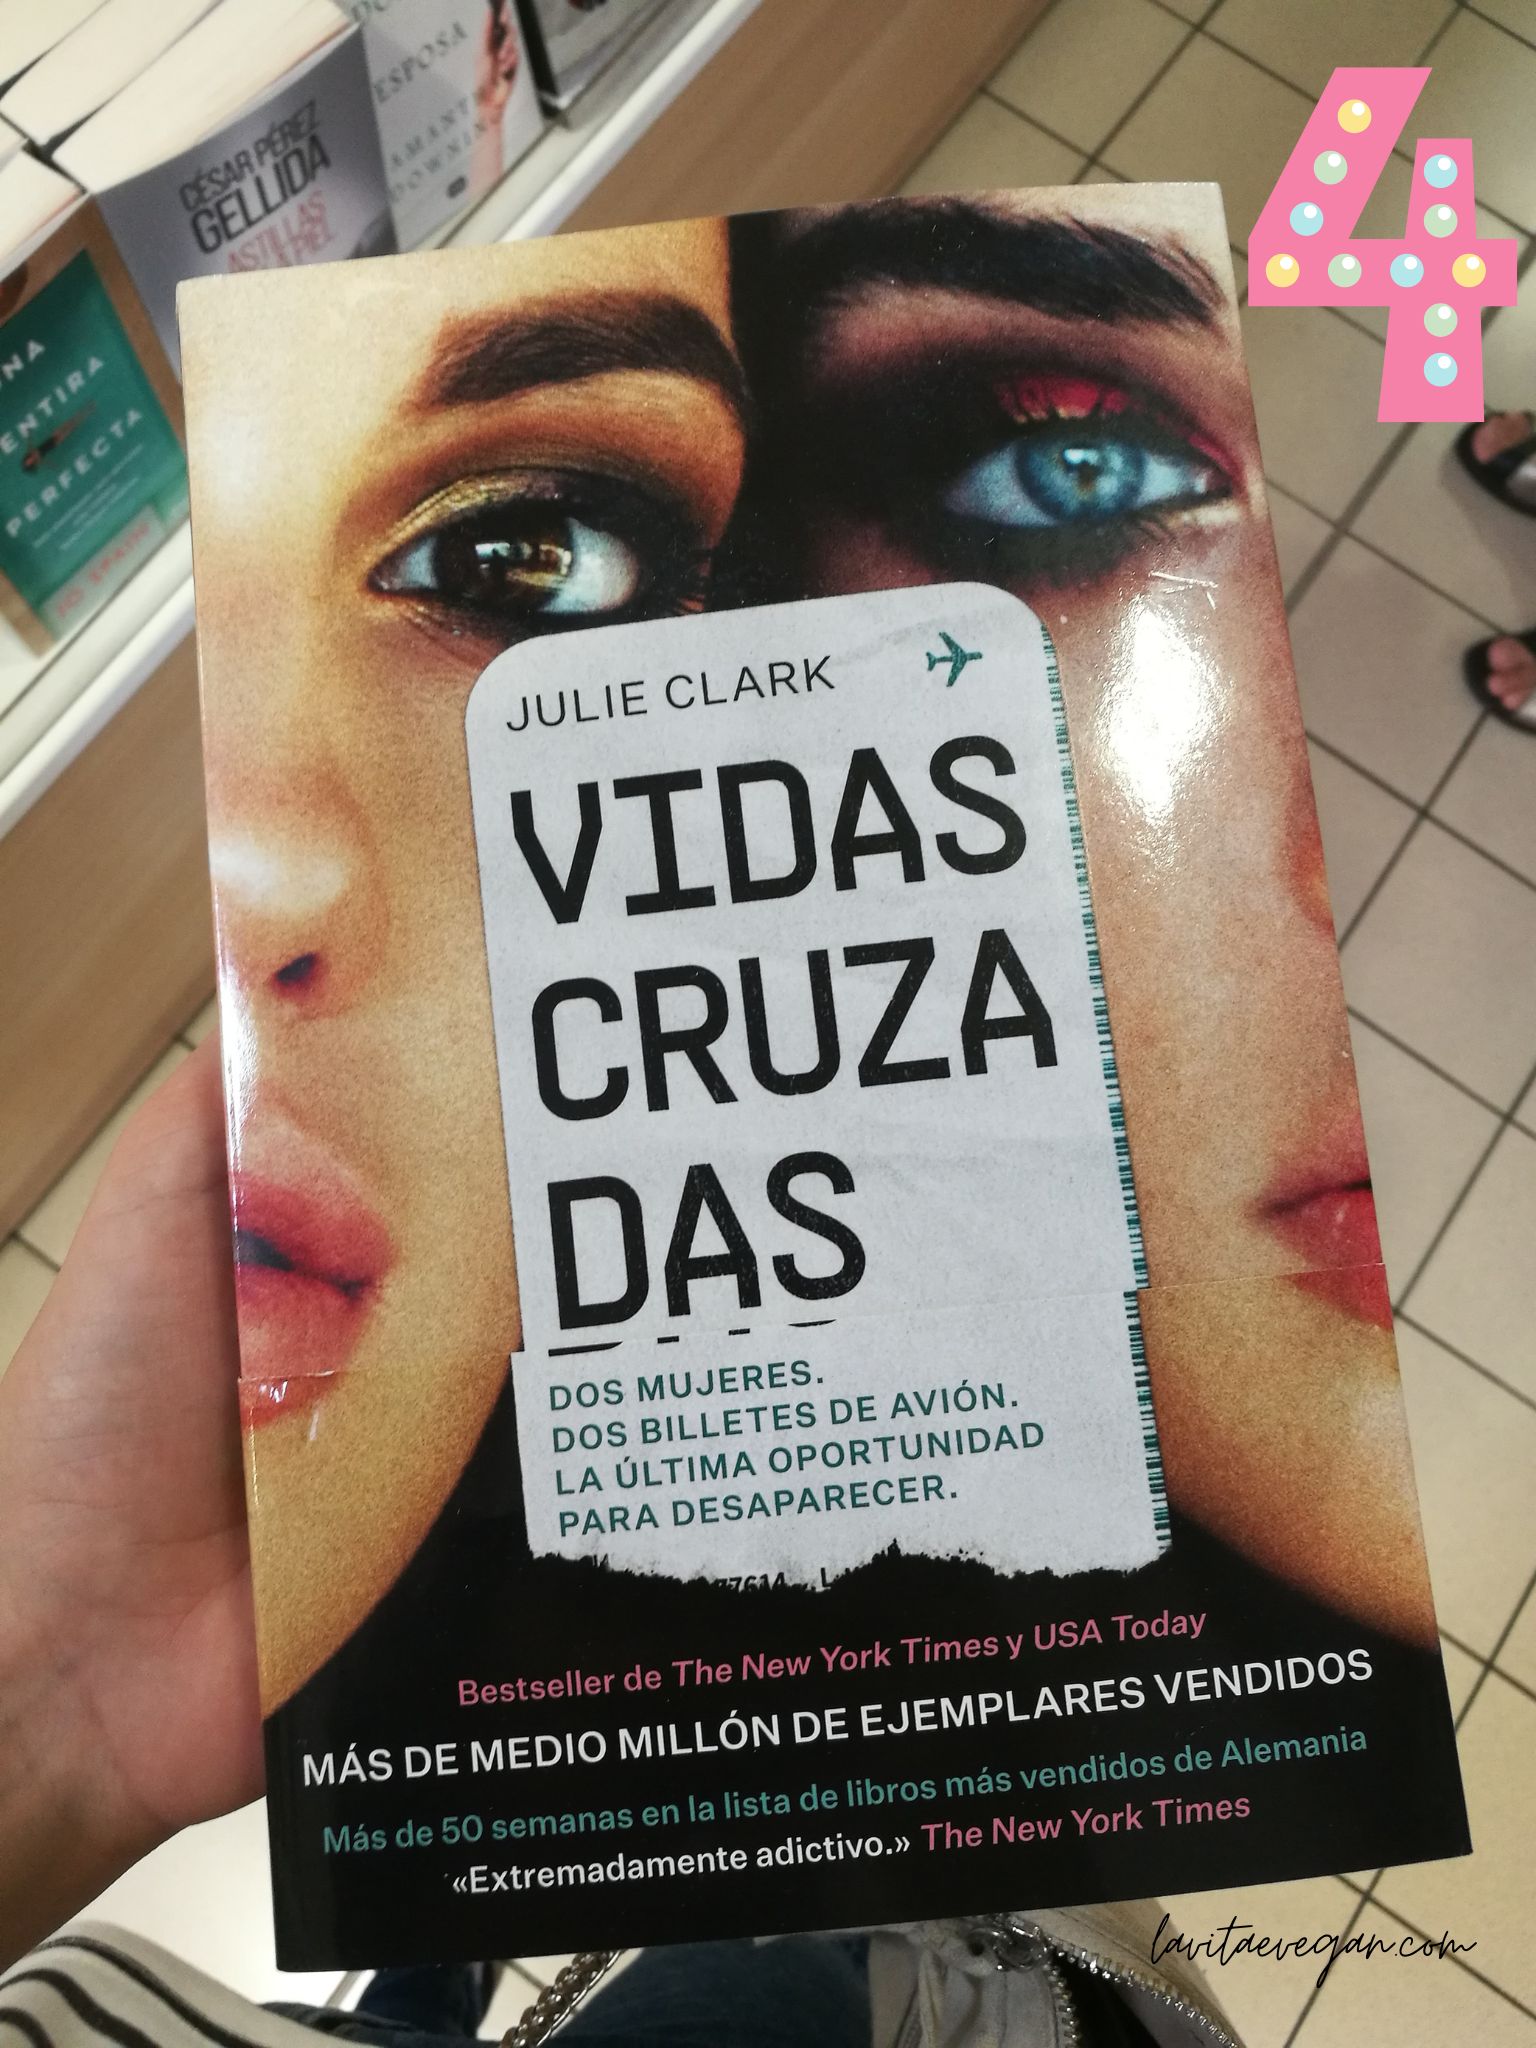 ESPOSA
CÉSAR PÉREZ
GELLIDA
ASTILLAS
PIEL
PERFECTA
4
JULIE CLARK
VIDAS
CRUZA
DAS
DOS MUJERES.
DOS BILLETES DE AVIÓN.
LA ÚLTIMA OPORTUNIDAD
PARA DESAPARECER.
Bestseller de The New York Times y USA Today
MÁS DE MEDIO MILLÓN DE EJEMPLARES VENDIDOS
Más de 50 semanas en la lista de libros más vendidos de Alemania
«Extremadamente adictivo.» The New York Times
lavitaevegan.com